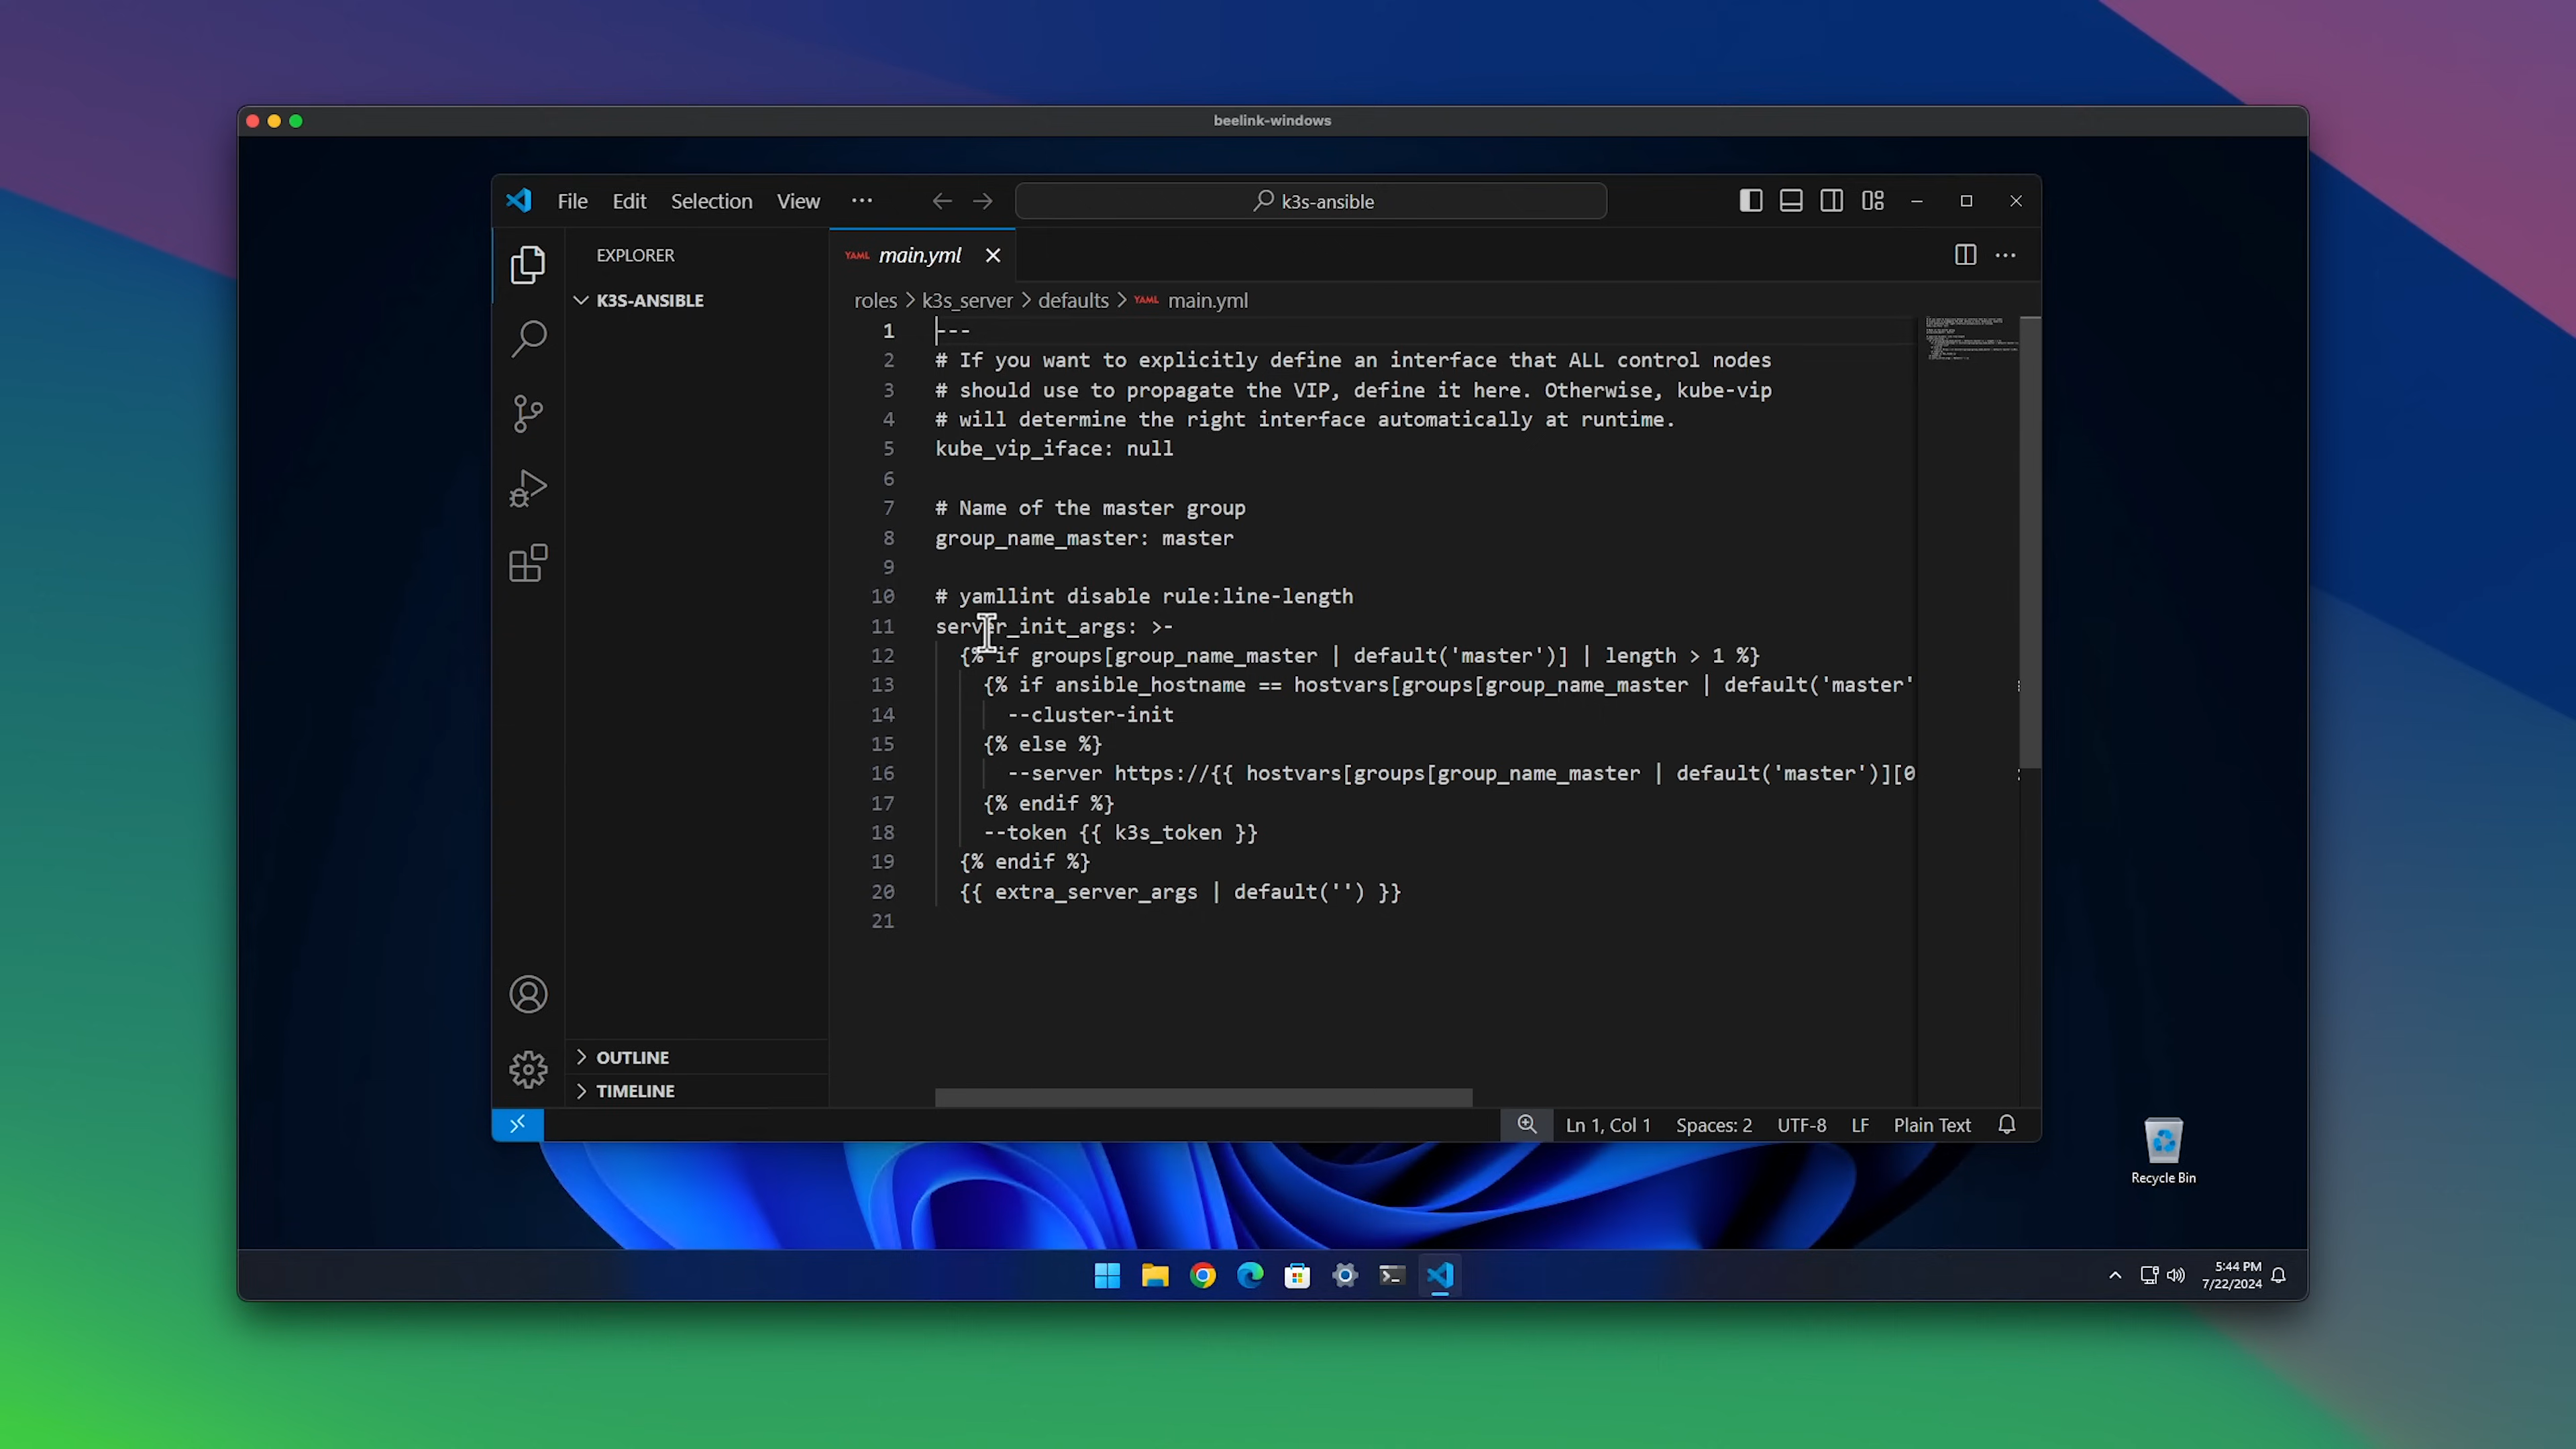 beelink-windows
File Edit Selection View ··· k3s-ansible
EXPLORER
K3S-ANSIBLE
OUTLINE
TIMELINE
YAML main.yml
roles > k3s_server > defaults > YAML main.yml
1 ---
2 # If you want to explicitly define an interface that ALL control nodes
3 # should use to propagate the VIP, define it here. Otherwise, kube-vip
4 # will determine the right interface automatically at runtime.
5 kube_vip_iface: null
6
7 # Name of the master group
8 group_name_master: master
9
10 # yamllint disable rule:line-length
11 server_init_args: >-
12 {% if groups[group_name_master | default('master')] | length > 1 %}
13 {% if ansible_hostname == hostvars[groups[group_name_master | default('master'
14 --cluster-init
15 {% else %}
16 --server https://{{ hostvars[groups[group_name_master | default('master')][0
17 {% endif %}
18 --token {{ k3s_token }}
19 {% endif %}
20 {{ extra_server_args | default('') }}
21
Ln 1, Col 1 Spaces: 2 UTF-8 LF Plain Text
Recycle Bin
5:44 PM
7/22/2024